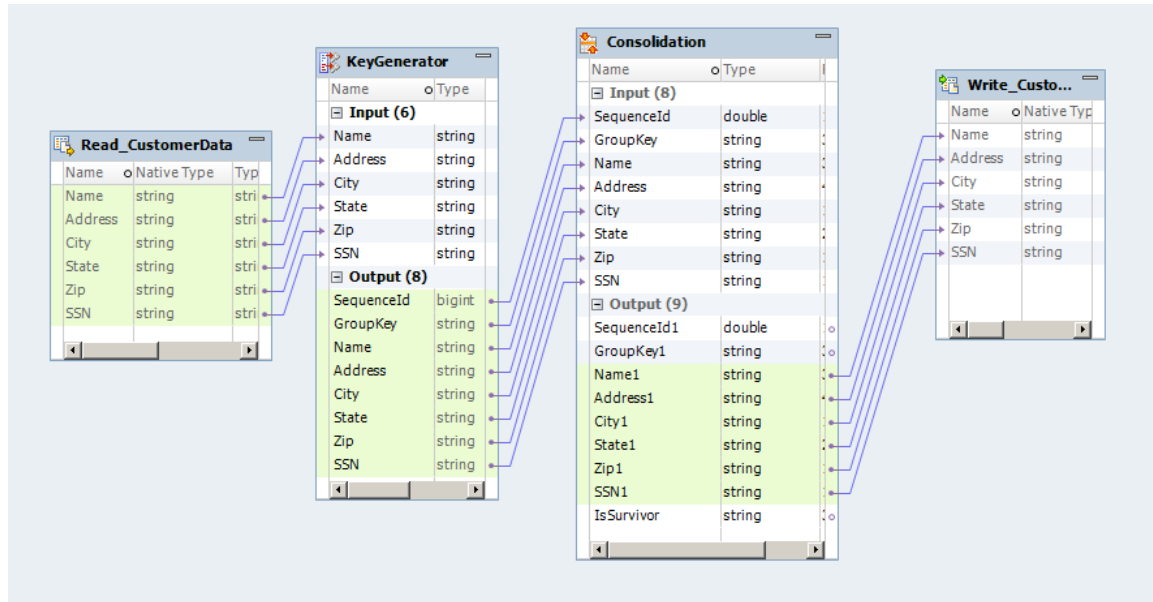 Read_CustomerData
Name Native Type Typ
Name string stri
Address string stri
City string stri
State string stri
Zip string stri
SSN string stri
KeyGenerator
Name Type
Input (6)
Name string
Address string
City string
State string
Zip string
SSN string
Output (8)
SequenceId bigint
GroupKey string
Name string
Address string
City string
State string
Zip string
SSN string
Consolidation
Name Type
Input (8)
SequenceId double
GroupKey string
Name string
Address string
City string
State string
Zip string
SSN string
Output (9)
SequenceId1 double
GroupKey1 string
Name1 string
Address1 string
City1 string
State1 string
Zip1 string
SSN1 string
IsSurvivor string
Write_Custo...
Name Native Typ
Name string
Address string
City string
State string
Zip string
SSN string